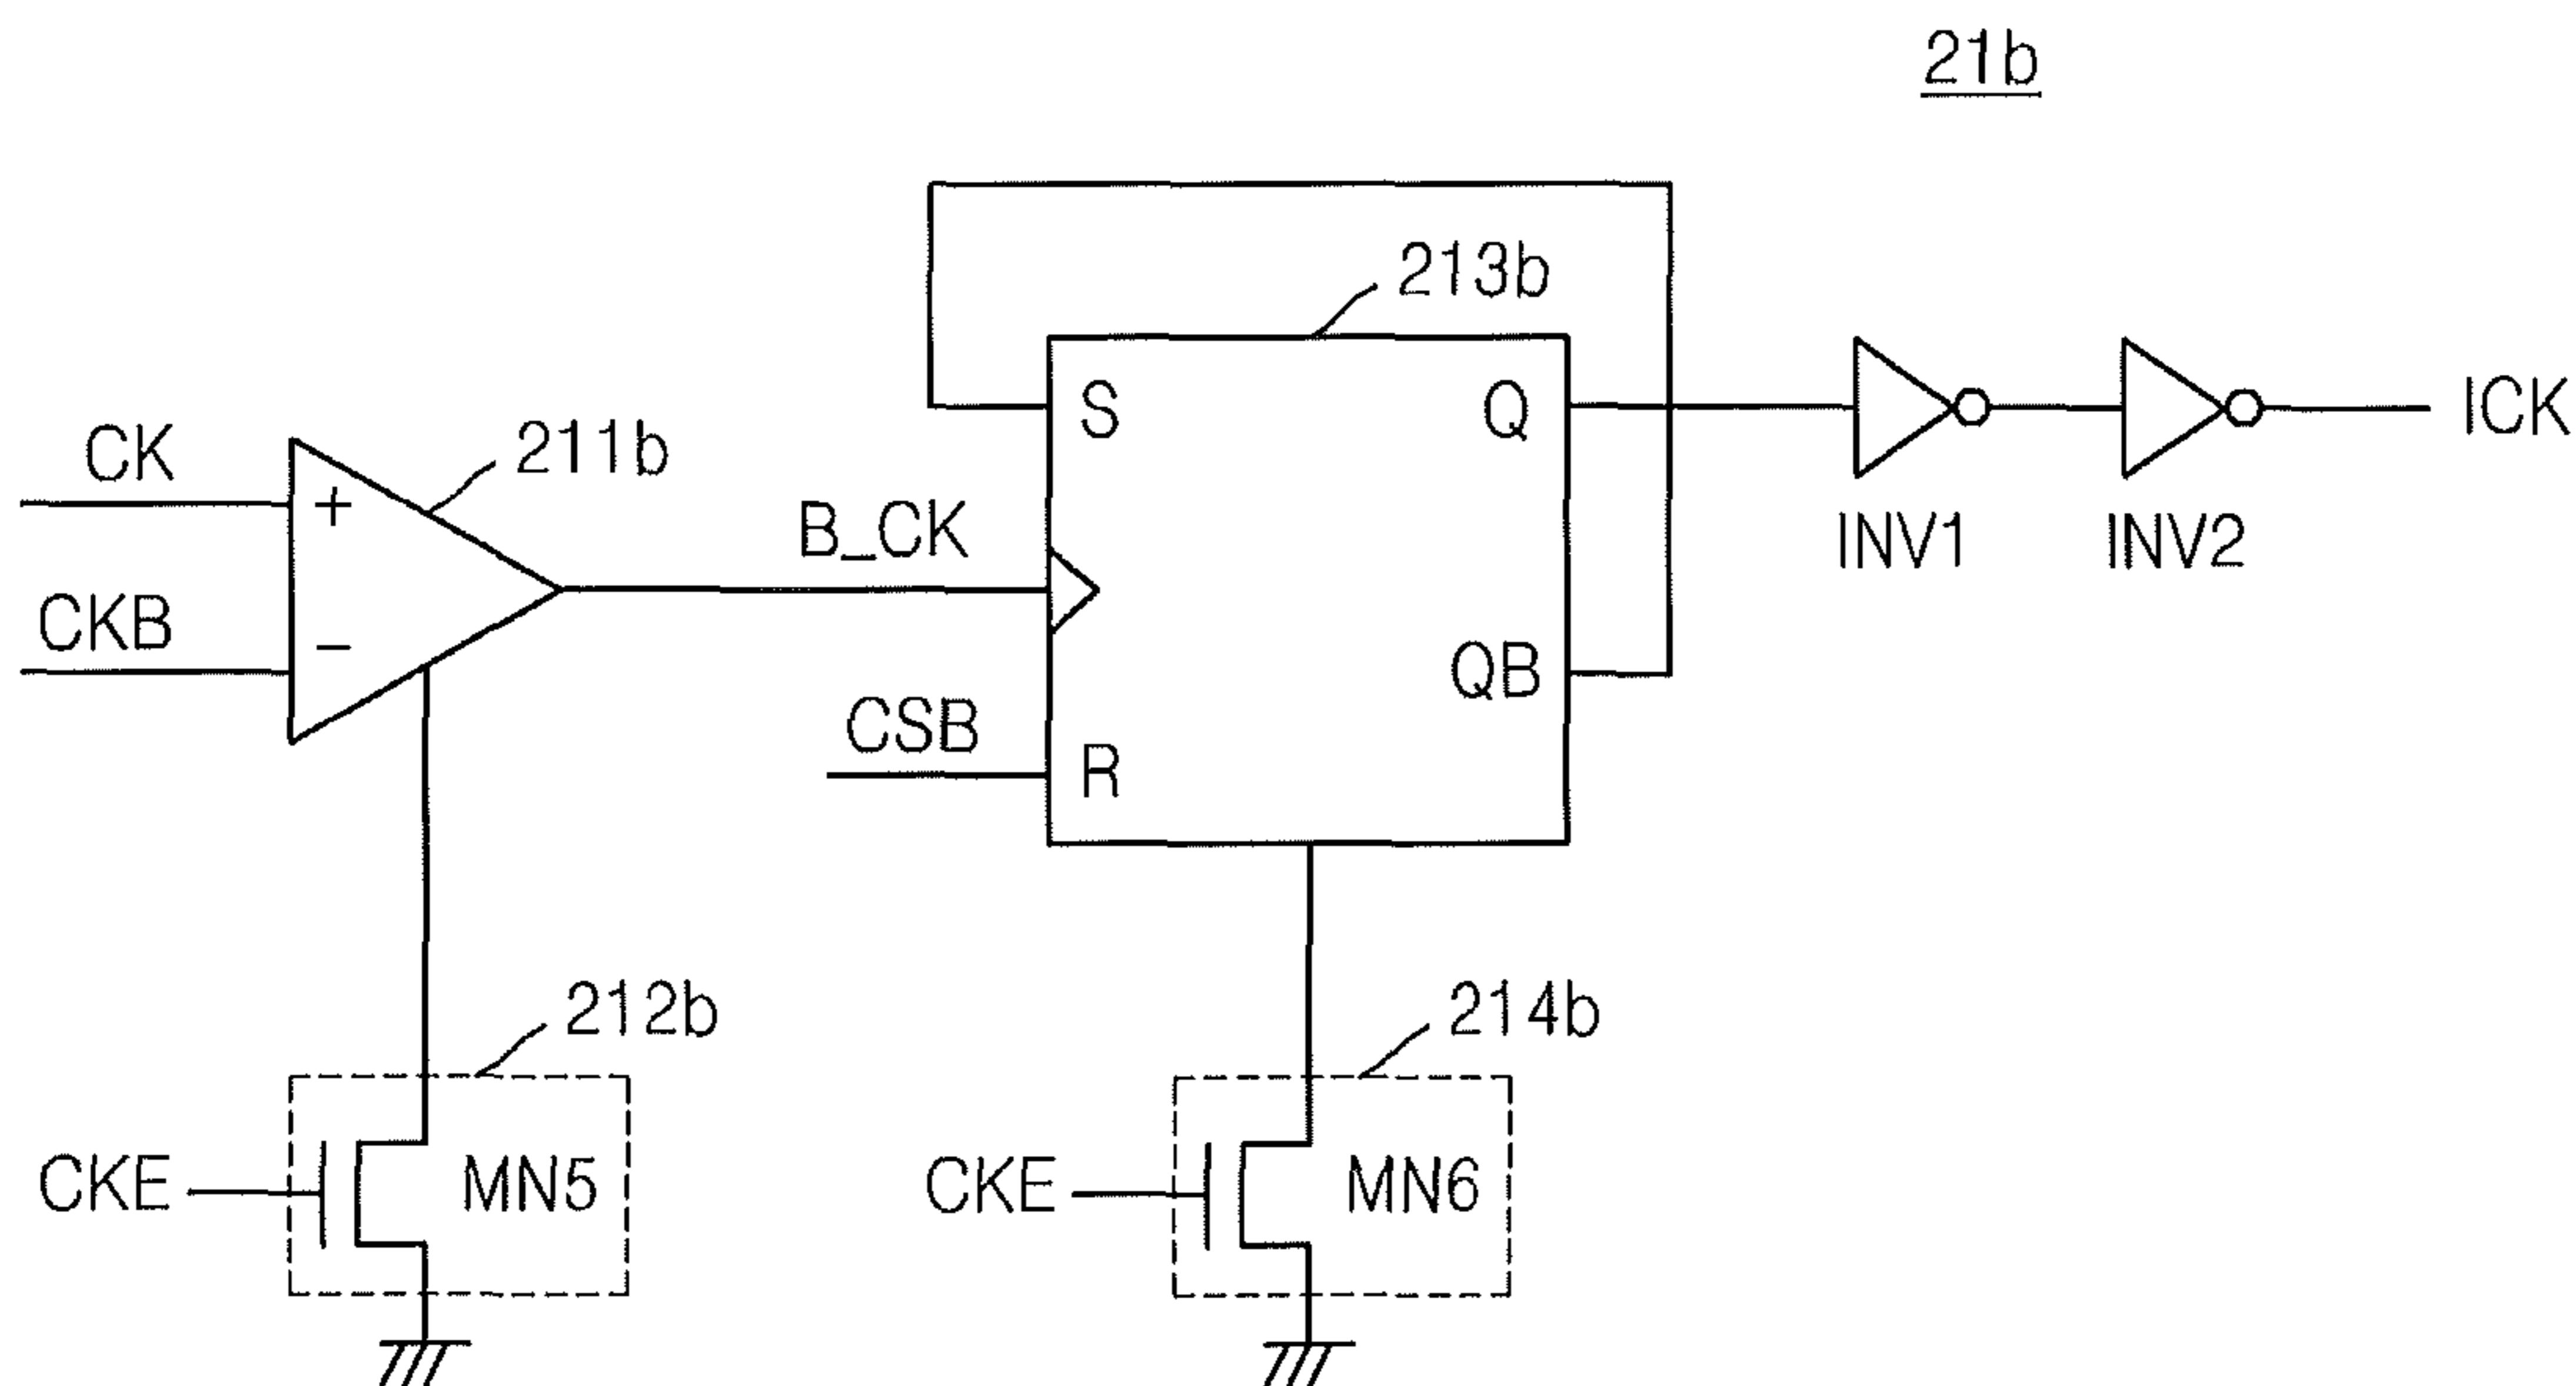 21b
213b
S
Q
ICK
CK
211b
+
B_CK
INV1
INV2
CKB
−
QB
CSB
R
212b
214b
CKE
MN5
CKE
MN6